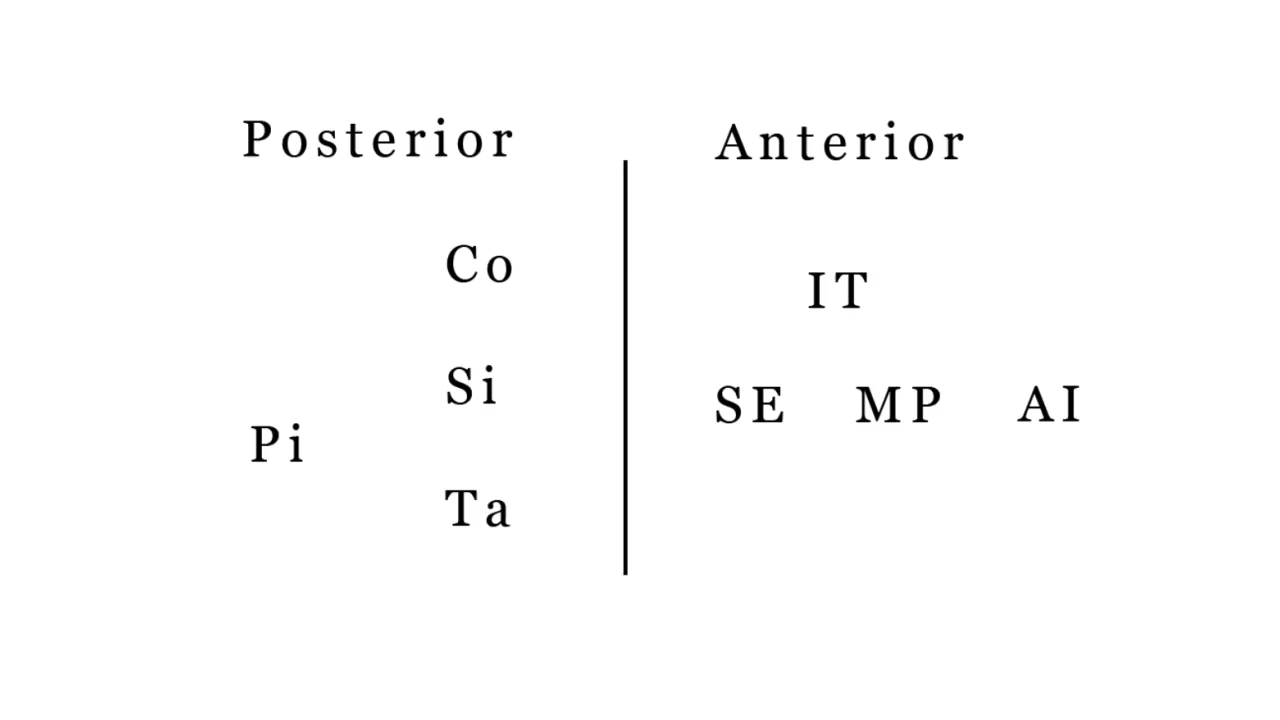 Posterior
Co
Si
Pi
Ta
Anterior
IT
SE MP AI